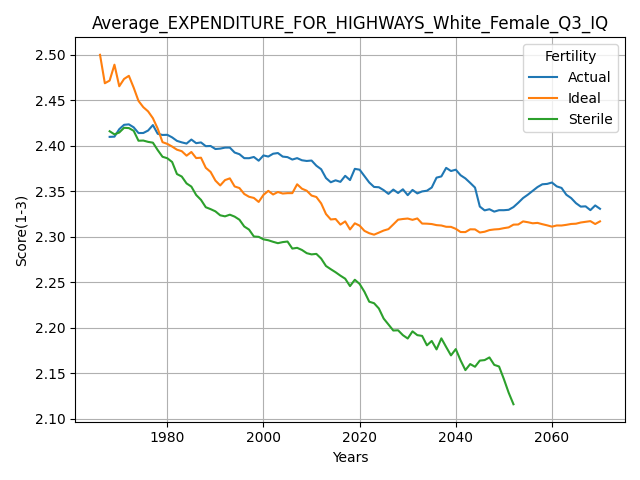 Average_EXPENDITURE_FOR_HIGHWAYS_White_Female_Q3_IQ
Fertility
Actual
Ideal
Sterile
Score(1-3)
2.50
2.45
2.40
2.35
2.30
2.25
2.20
2.15
2.10
1980
2000
2020
2040
2060
Years